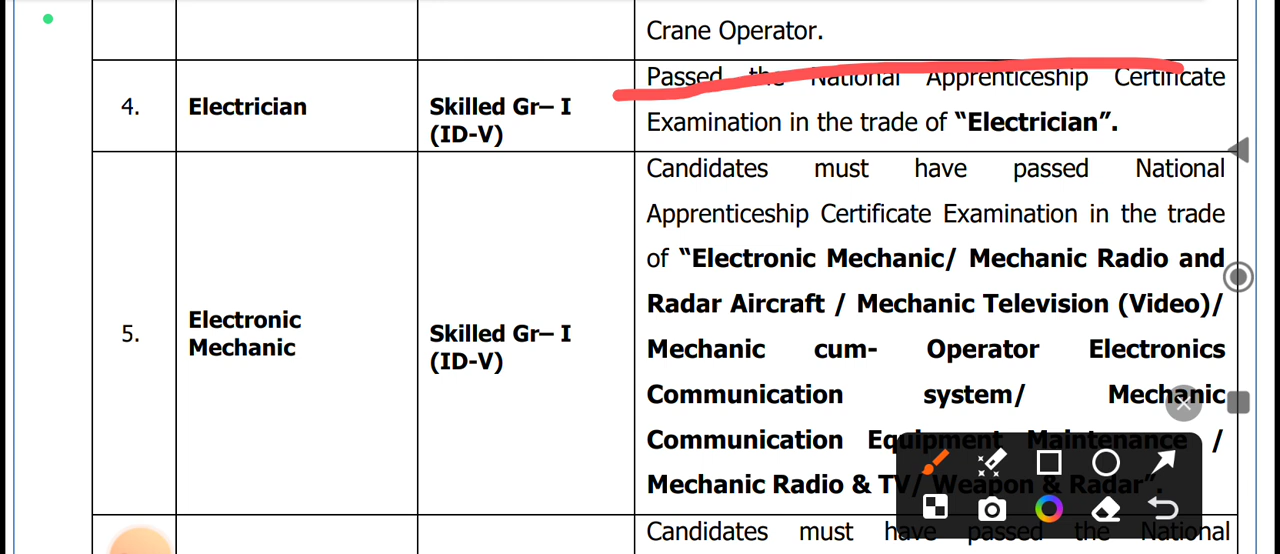 Crane Operator.
4.
Electrician
Skilled Gr– I
(ID-V)
Passed the National Apprenticeship Certificate
Examination in the trade of “Electrician”.
5.
Electronic
Mechanic
Skilled Gr– I
(ID-V)
Candidates must have passed National
Apprenticeship Certificate Examination in the trade
of “Electronic Mechanic/ Mechanic Radio and
Radar Aircraft / Mechanic Television (Video)/
Mechanic cum- Operator Electronics
Communication system/ Mechanic
Communication Equipment Maintenance /
Mechanic Radio & TV/ Weapon & Radar”.
Candidates must have passed the National